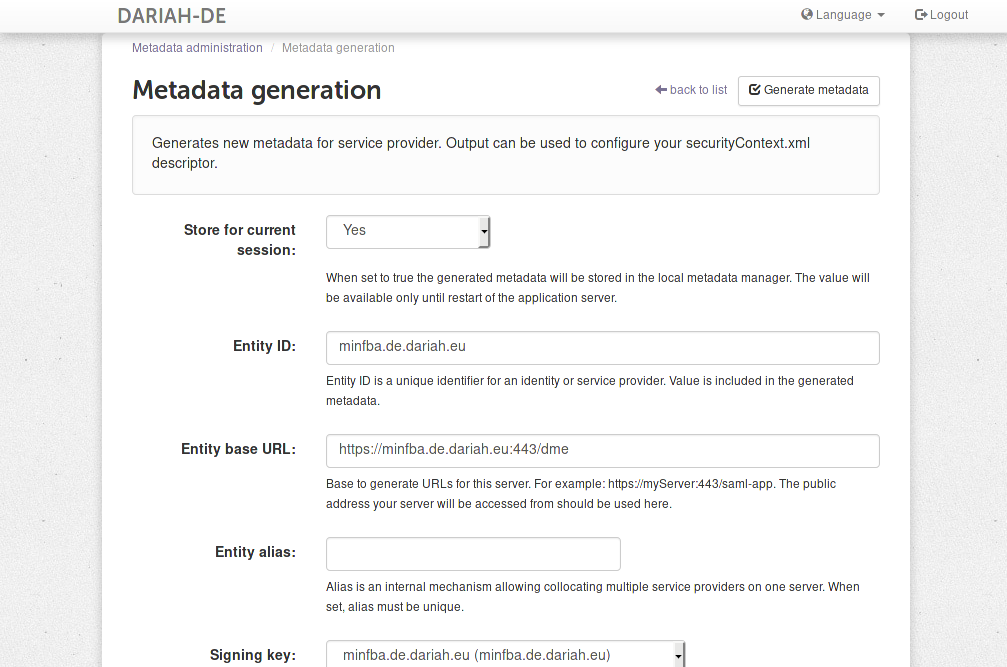 DARIAH-DE
Language
Logout
Metadata administration / Metadata generation
Metadata generation
back to list
Generate metadata
Generates new metadata for service provider. Output can be used to configure your securityContext.xml
descriptor.
Store for current
session:
Yes
When set to true the generated metadata will be stored in the local metadata manager. The value will
be available only until restart of the application server.
Entity ID:
minfba.de.dariah.eu
Entity ID is a unique identifier for an identity or service provider. Value is included in the generated
metadata.
Entity base URL:
https://minfba.de.dariah.eu:443/dme
Base to generate URLs for this server. For example: https://myServer:443/saml-app. The public
address your server will be accessed from should be used here.
Entity alias:
Alias is an internal mechanism allowing collocating multiple service providers on one server. When
set, alias must be unique.
Signing key:
minfba.de.dariah.eu (minfba.de.dariah.eu)